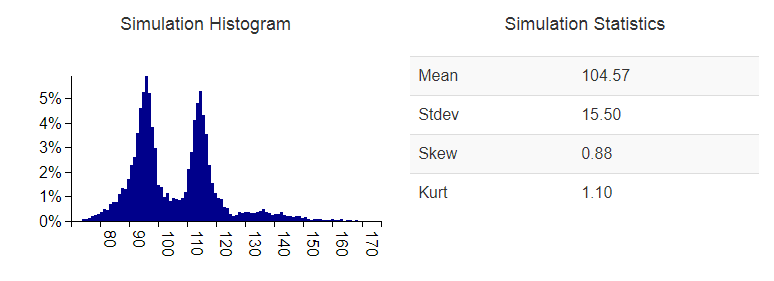 Simulation Histogram
5%
4%
3%
2%
1%
0%
80
90
100
110
120
130
140
150
160
170
Simulation Statistics
Mean 104.57
Stdev 15.50
Skew 0.88
Kurt 1.10